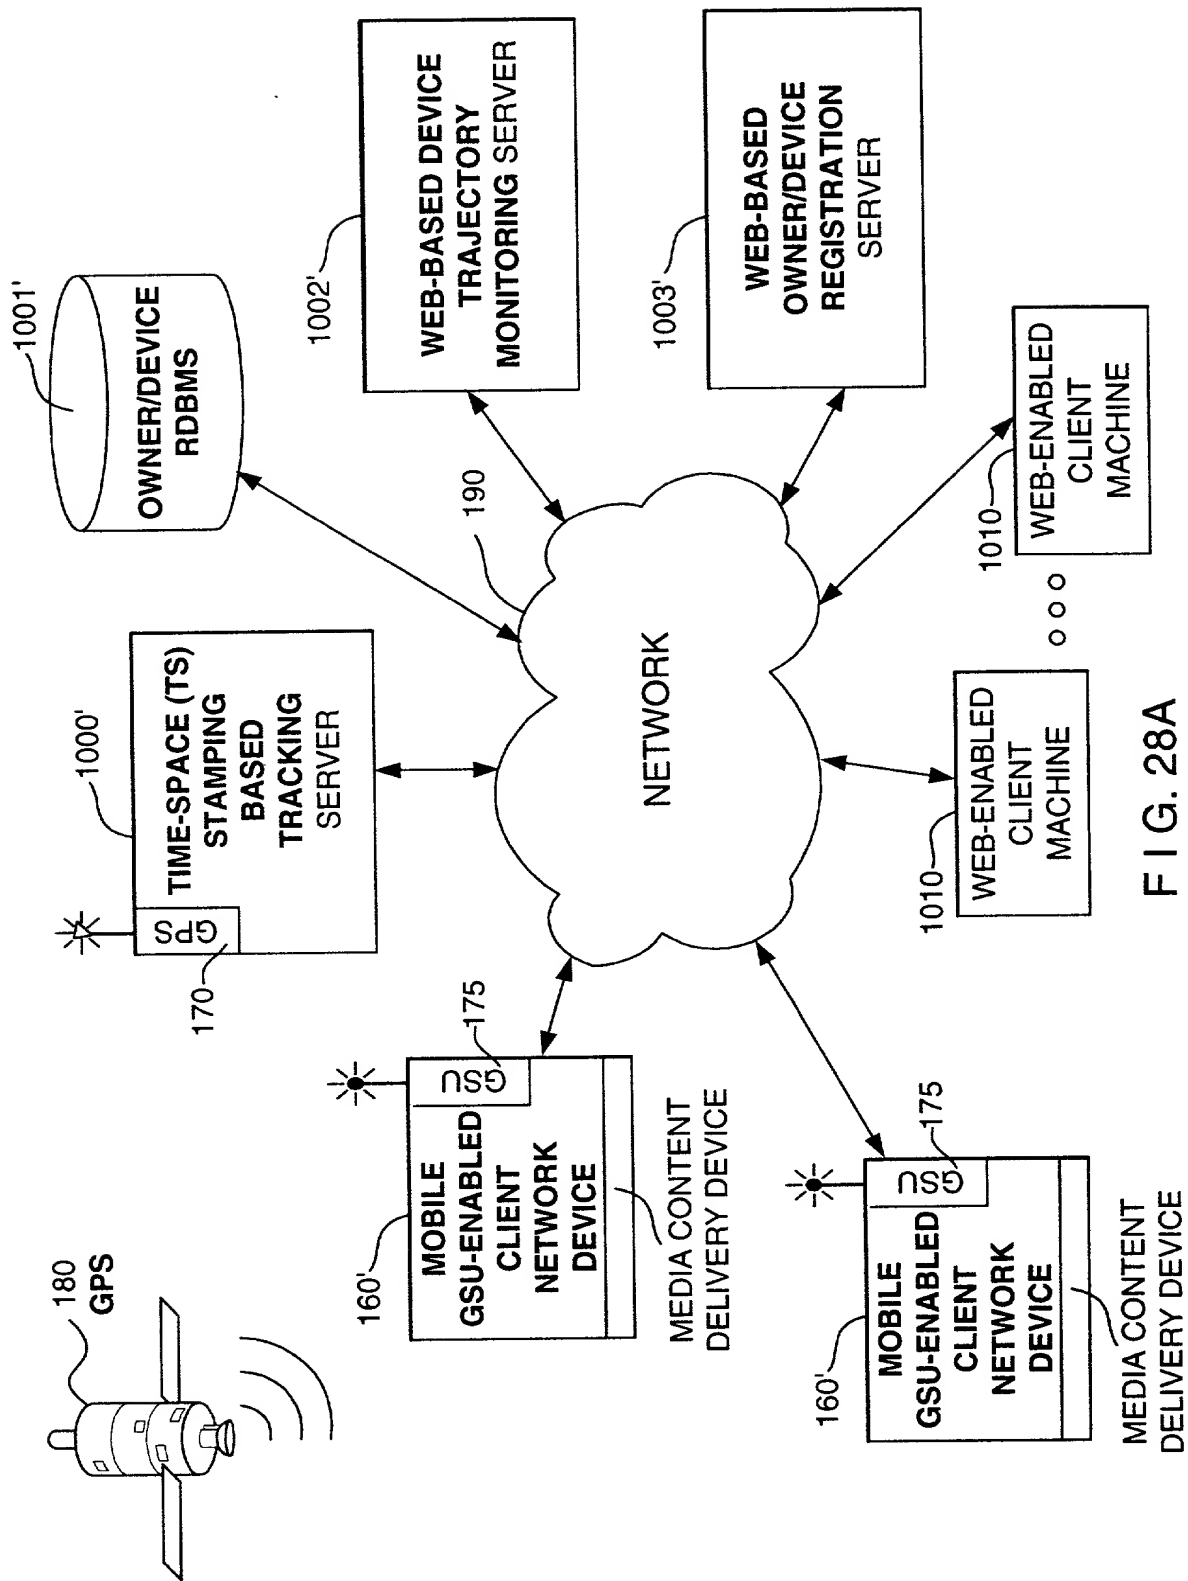 180
GPS
1000'
170
GPS
TIME-SPACE (TS)
STAMPING
BASED
TRACKING
SERVER
1001'
OWNER/DEVICE
RDBMS
160'
MOBILE
GSU-ENABLED
CLIENT
NETWORK
DEVICE
GSU
175
MEDIA CONTENT
DELIVERY DEVICE
190
NETWORK
1002'
WEB-BASED DEVICE
TRAJECTORY
MONITORING SERVER
160'
MOBILE
GSU-ENABLED
CLIENT
NETWORK
DEVICE
GSU
175
MEDIA CONTENT
DELIVERY DEVICE
1003'
WEB-BASED
OWNER/DEVICE
REGISTRATION
SERVER
1010
WEB-ENABLED
CLIENT
MACHINE
1010
WEB-ENABLED
CLIENT
MACHINE
FIG. 28A